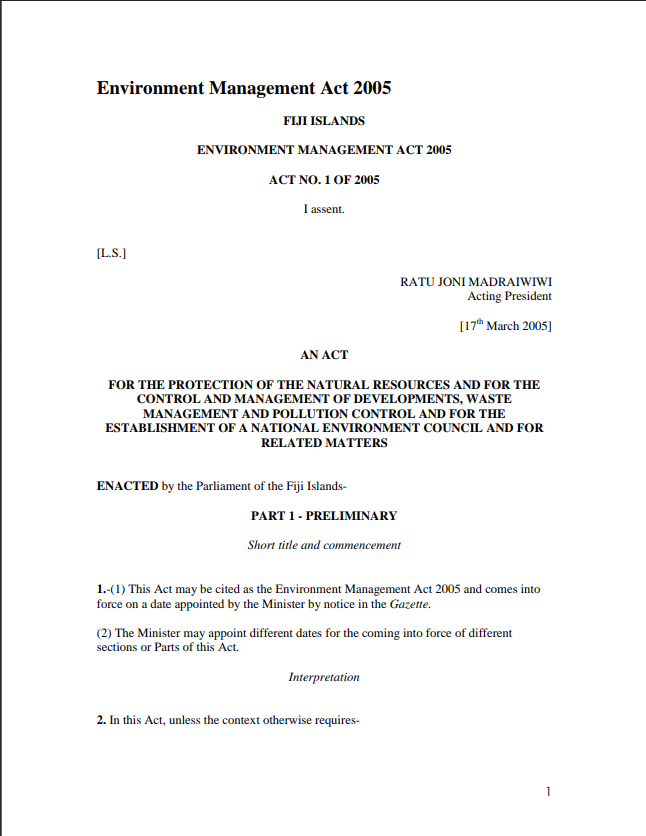 Environment Management Act 2005
FIJI ISLANDS
ENVIRONMENT MANAGEMENT ACT 2005
ACT NO. 1 OF 2005
I assent.
[L.S.]
RATU JONI MADRAIWIWI
Acting President
[17th March 2005]
AN ACT
FOR THE PROTECTION OF THE NATURAL RESOURCES AND FOR THE
CONTROL AND MANAGEMENT OF DEVELOPMENTS, WASTE
MANAGEMENT AND POLLUTION CONTROL AND FOR THE
ESTABLISHMENT OF A NATIONAL ENVIRONMENT COUNCIL AND FOR
RELATED MATTERS
ENACTED by the Parliament of the Fiji Islands-
PART 1 - PRELIMINARY
Short title and commencement
1.-(1) This Act may be cited as the Environment Management Act 2005 and comes into
force on a date appointed by the Minister by notice in the Gazette.
(2) The Minister may appoint different dates for the coming into force of different
sections or Parts of this Act.
Interpretation
2. In this Act, unless the context otherwise requires-
1